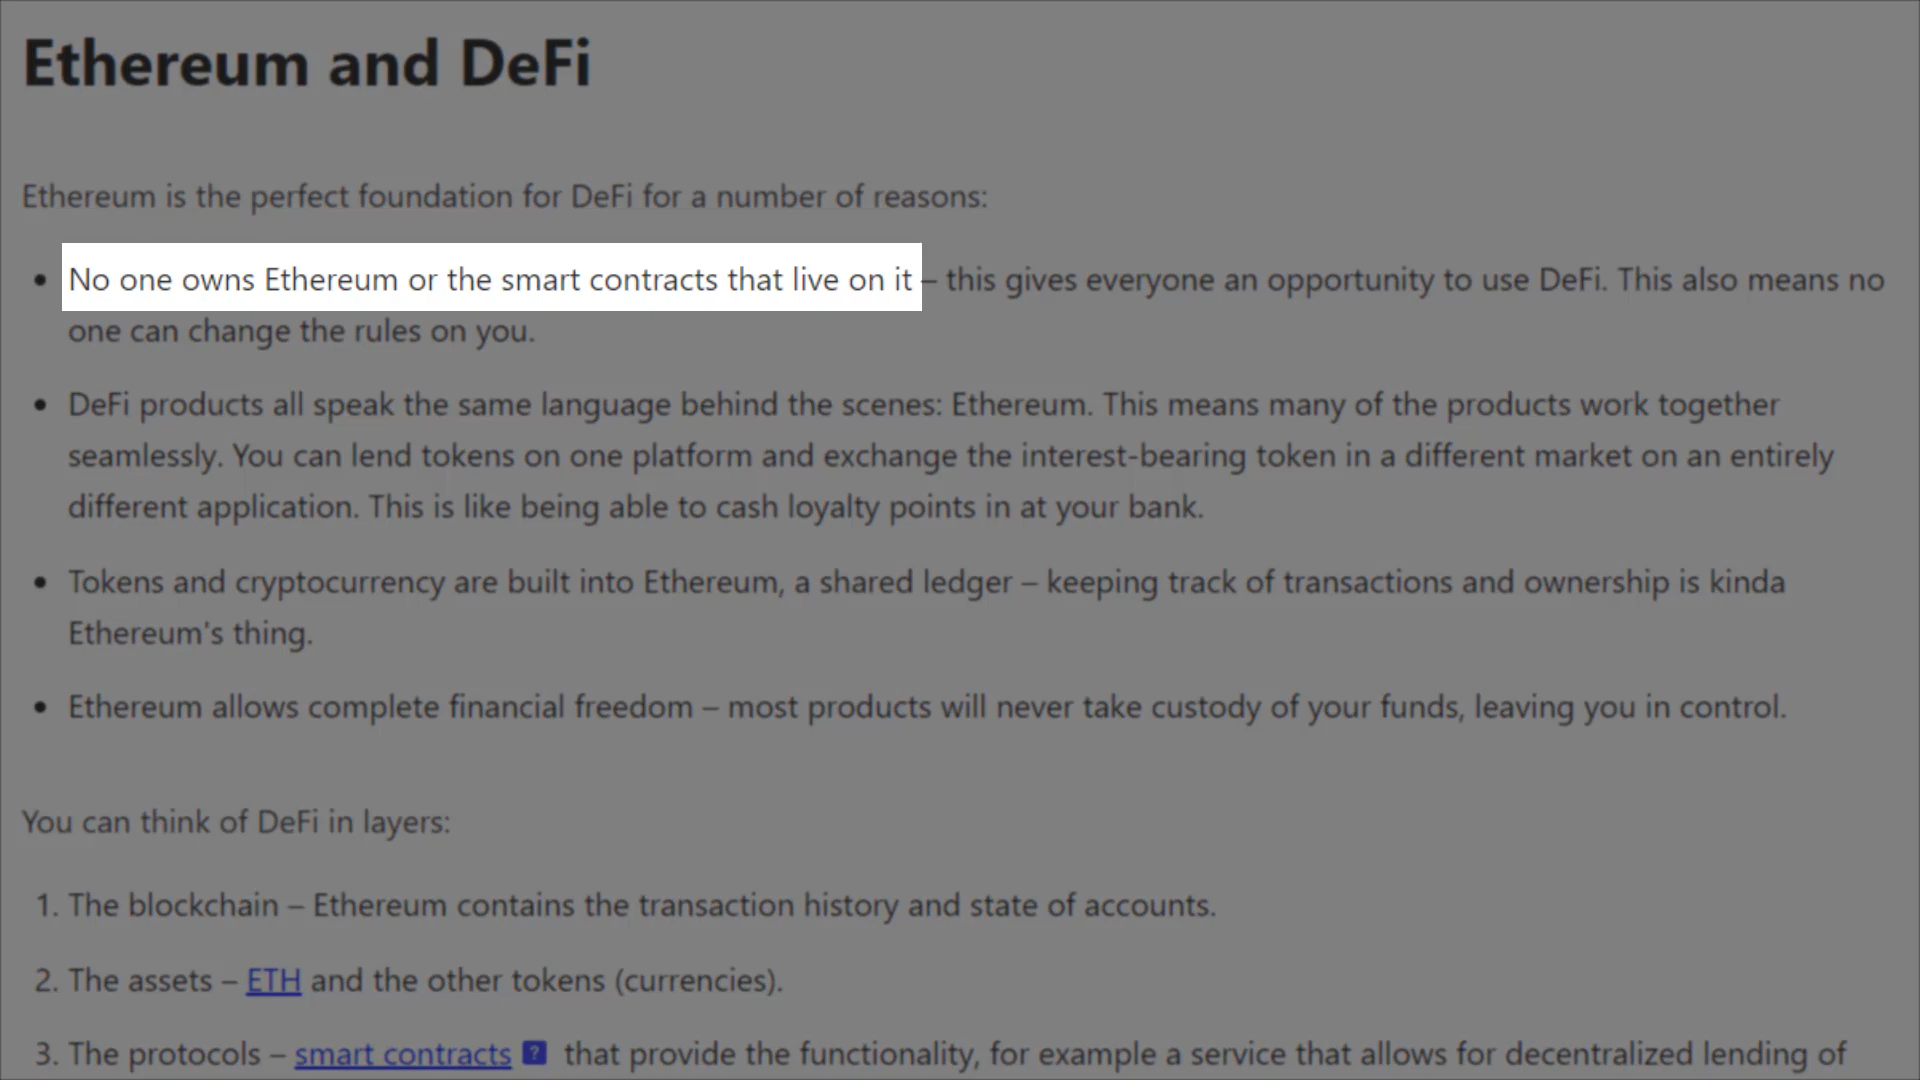 Ethereum and DeFi
Ethereum is the perfect foundation for DeFi for a number of reasons:
• No one owns Ethereum or the smart contracts that live on it – this gives everyone an opportunity to use DeFi. This also means no
one can change the rules on you.
• DeFi products all speak the same language behind the scenes: Ethereum. This means many of the products work together
seamlessly. You can lend tokens on one platform and exchange the interest-bearing token in a different market on an entirely
different application. This is like being able to cash loyalty points in at your bank.
• Tokens and cryptocurrency are built into Ethereum, a shared ledger – keeping track of transactions and ownership is kinda
Ethereum's thing.
• Ethereum allows complete financial freedom – most products will never take custody of your funds, leaving you in control.
You can think of DeFi in layers:
1. The blockchain – Ethereum contains the transaction history and state of accounts.
2. The assets – ETH and the other tokens (currencies).
3. The protocols – smart contracts ? that provide the functionality, for example a service that allows for decentralized lending of